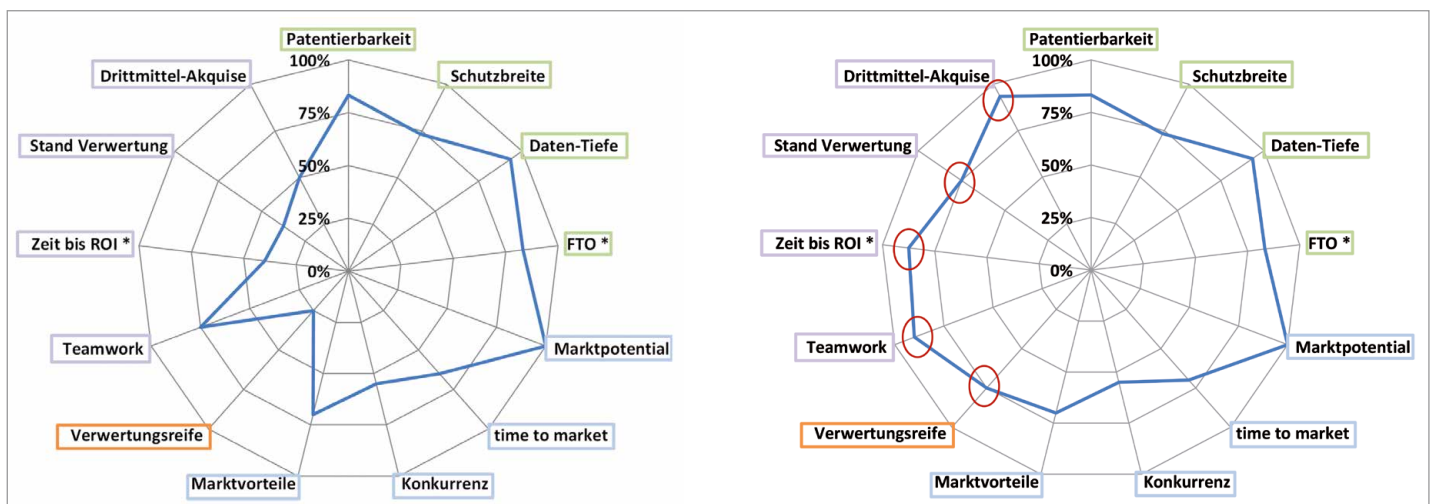 Patentierbarkeit
100%
Drittmittel-Akquise
Schutzbreite
75%
Stand Verwertung
Daten-Tiefe
50%
25%
Zeit bis ROI *
FTO *
0%
Teamwork
Marktpotential
Verwertungsreife
time to market
Marktvorteile
Konkurrenz
Patentierbarkeit
100%
Drittmittel-Akquise
Schutzbreite
75%
Stand Verwertung
Daten-Tiefe
50%
25%
Zeit bis ROI *
FTO *
0%
Teamwork
Marktpotential
Verwertungsreife
time to market
Marktvorteile
Konkurrenz